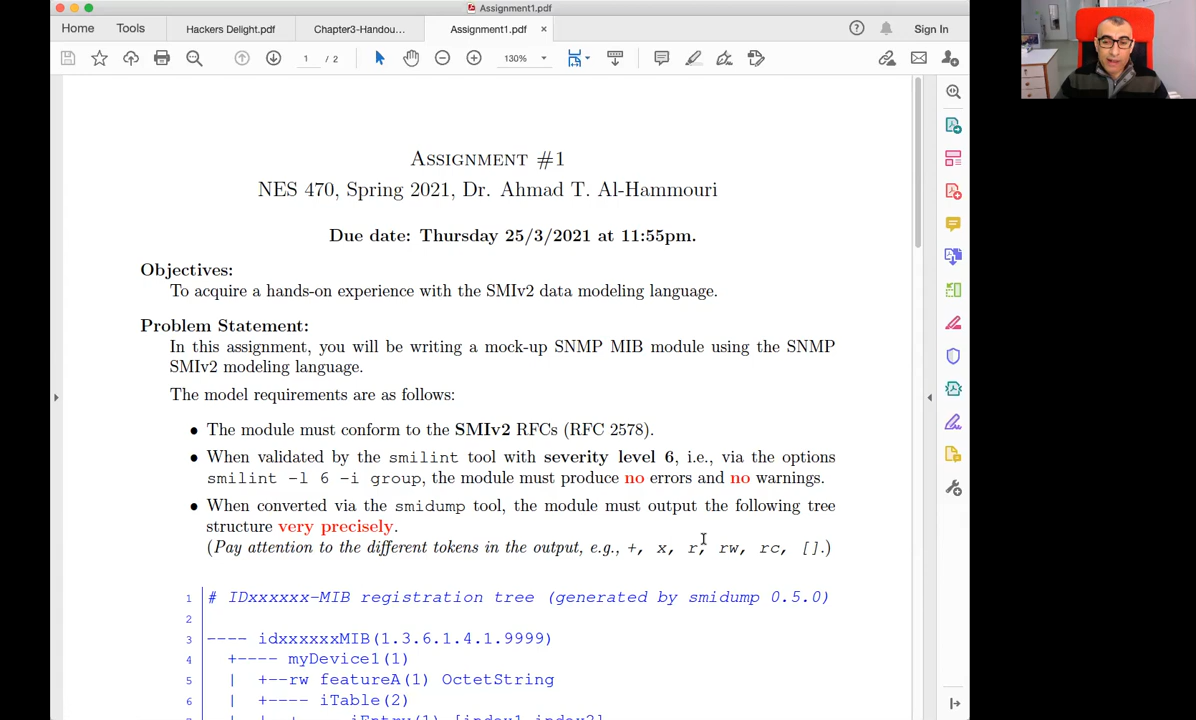 Assignment1.pdf
Home
Tools
Hackers Delight.pdf
Chapter3-Handou...
Assignment1.pdf
×
Sign In
1 / 2
130%
ASSIGNMENT #1
NES 470, Spring 2021, Dr. Ahmad T. Al-Hammouri
Due date: Thursday 25/3/2021 at 11:55pm.
Objectives:
To acquire a hands-on experience with the SMIv2 data modeling language.
Problem Statement:
In this assignment, you will be writing a mock-up SNMP MIB module using the SNMP
SMIv2 modeling language.
The model requirements are as follows:
• The module must conform to the SMIv2 RFCs (RFC 2578).
• When validated by the smilint tool with severity level 6, i.e., via the options
smilint -l 6 -i group, the module must produce no errors and no warnings.
• When converted via the smidump tool, the module must output the following tree
structure very precisely.
(Pay attention to the different tokens in the output, e.g., +, x, r, rw, rc, [].)
1 # IDxxxxxx-MIB registration tree (generated by smidump 0.5.0)
2
3 ---- idxxxxxxMIB(1.3.6.1.4.1.9999)
4 +---- myDevice1(1)
5 | +--rw featureA(1) OctetString
6 | +---- iTable(2)
iEntry(1) [index1,index2]